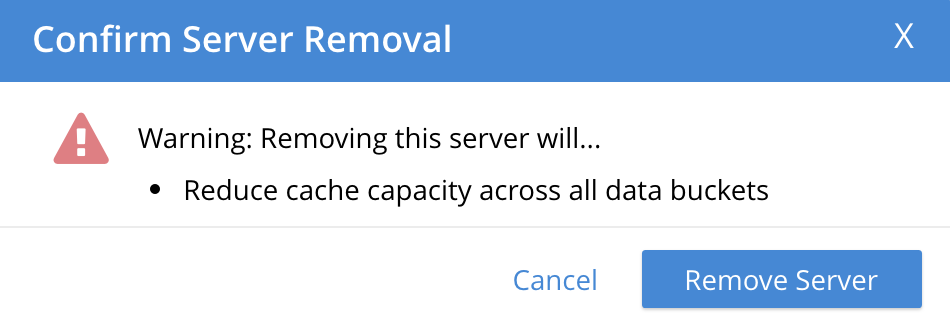 Confirm Server Removal
X
Warning: Removing this server will...
• Reduce cache capacity across all data buckets
Cancel
Remove Server